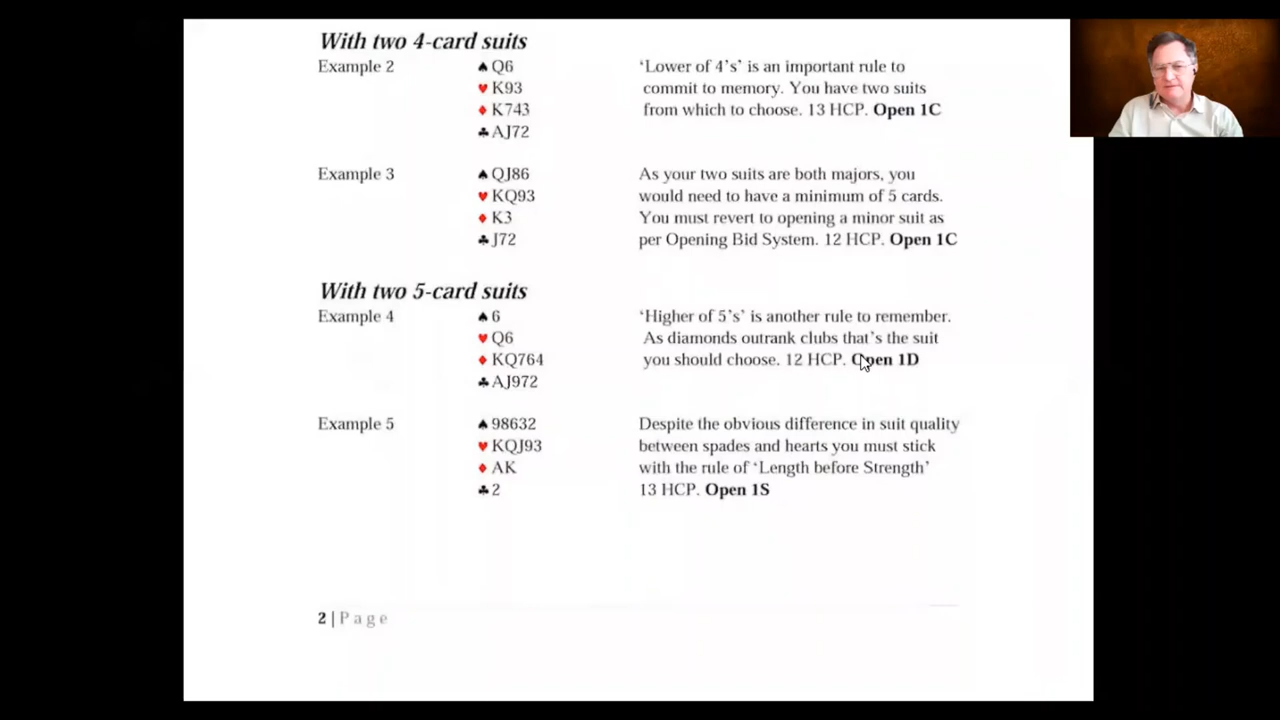 With two 4-card suits
Example 2 ♠ Q6 ‘Lower of 4’s’ is an important rule to
♥ K93 commit to memory. You have two suits
♦ K743 from which to choose. 13 HCP. Open 1C
♣ AJ72
Example 3 ♠ QJ86 As your two suits are both majors, you
♥ KQ93 would need to have a minimum of 5 cards.
♦ K3 You must revert to opening a minor suit as
♣ J72 per Opening Bid System. 12 HCP. Open 1C
With two 5-card suits
Example 4 ♠ 6 ‘Higher of 5’s’ is another rule to remember.
♥ Q6 As diamonds outrank clubs that’s the suit
♦ KQ764 you should choose. 12 HCP. Open 1D
♣ AJ972
Example 5 ♠ 98632 Despite the obvious difference in suit quality
♥ KQJ93 between spades and hearts you must stick
♦ AK with the rule of ‘Length before Strength’
♣ 2 13 HCP. Open 1S
2 | Page